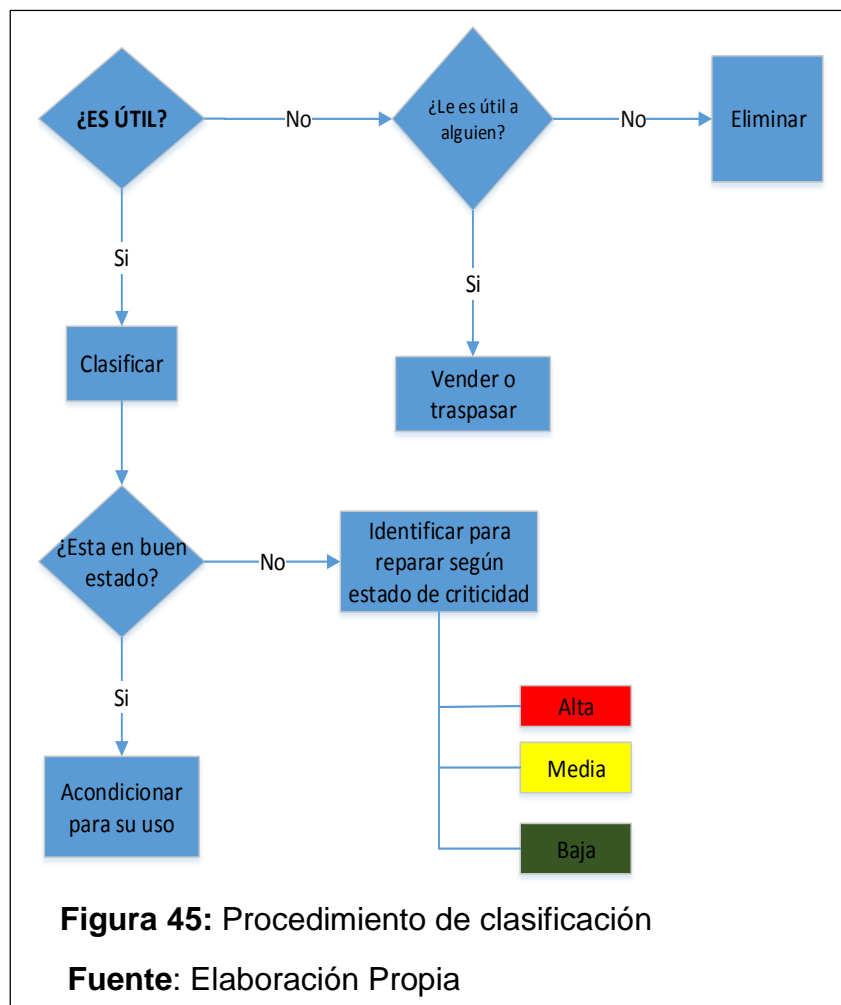 ¿ES ÚTIL?
No
¿Le es útil a
alguien?
No
Eliminar
Si
Si
Clasificar
Vender o
traspasar
¿Esta en buen
estado?
No
Identificar para
reparar según
estado de criticidad
Si
Alta
Media
Acondicionar
para su uso
Baja
Figura 45: Procedimiento de clasificación
Fuente: Elaboración Propia